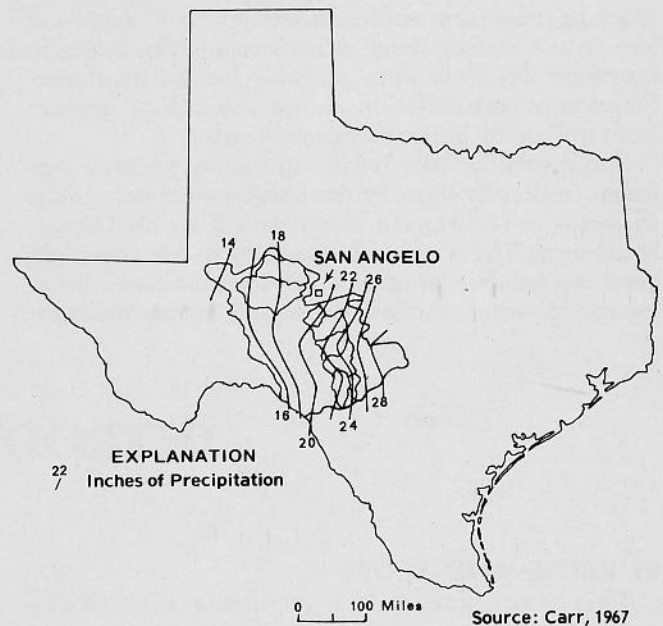 14
18
SAN ANGELO
22
26
16
20
24
28
EXPLANATION
22
/ Inches of Precipitation
0 100 Miles
Source: Carr, 1967